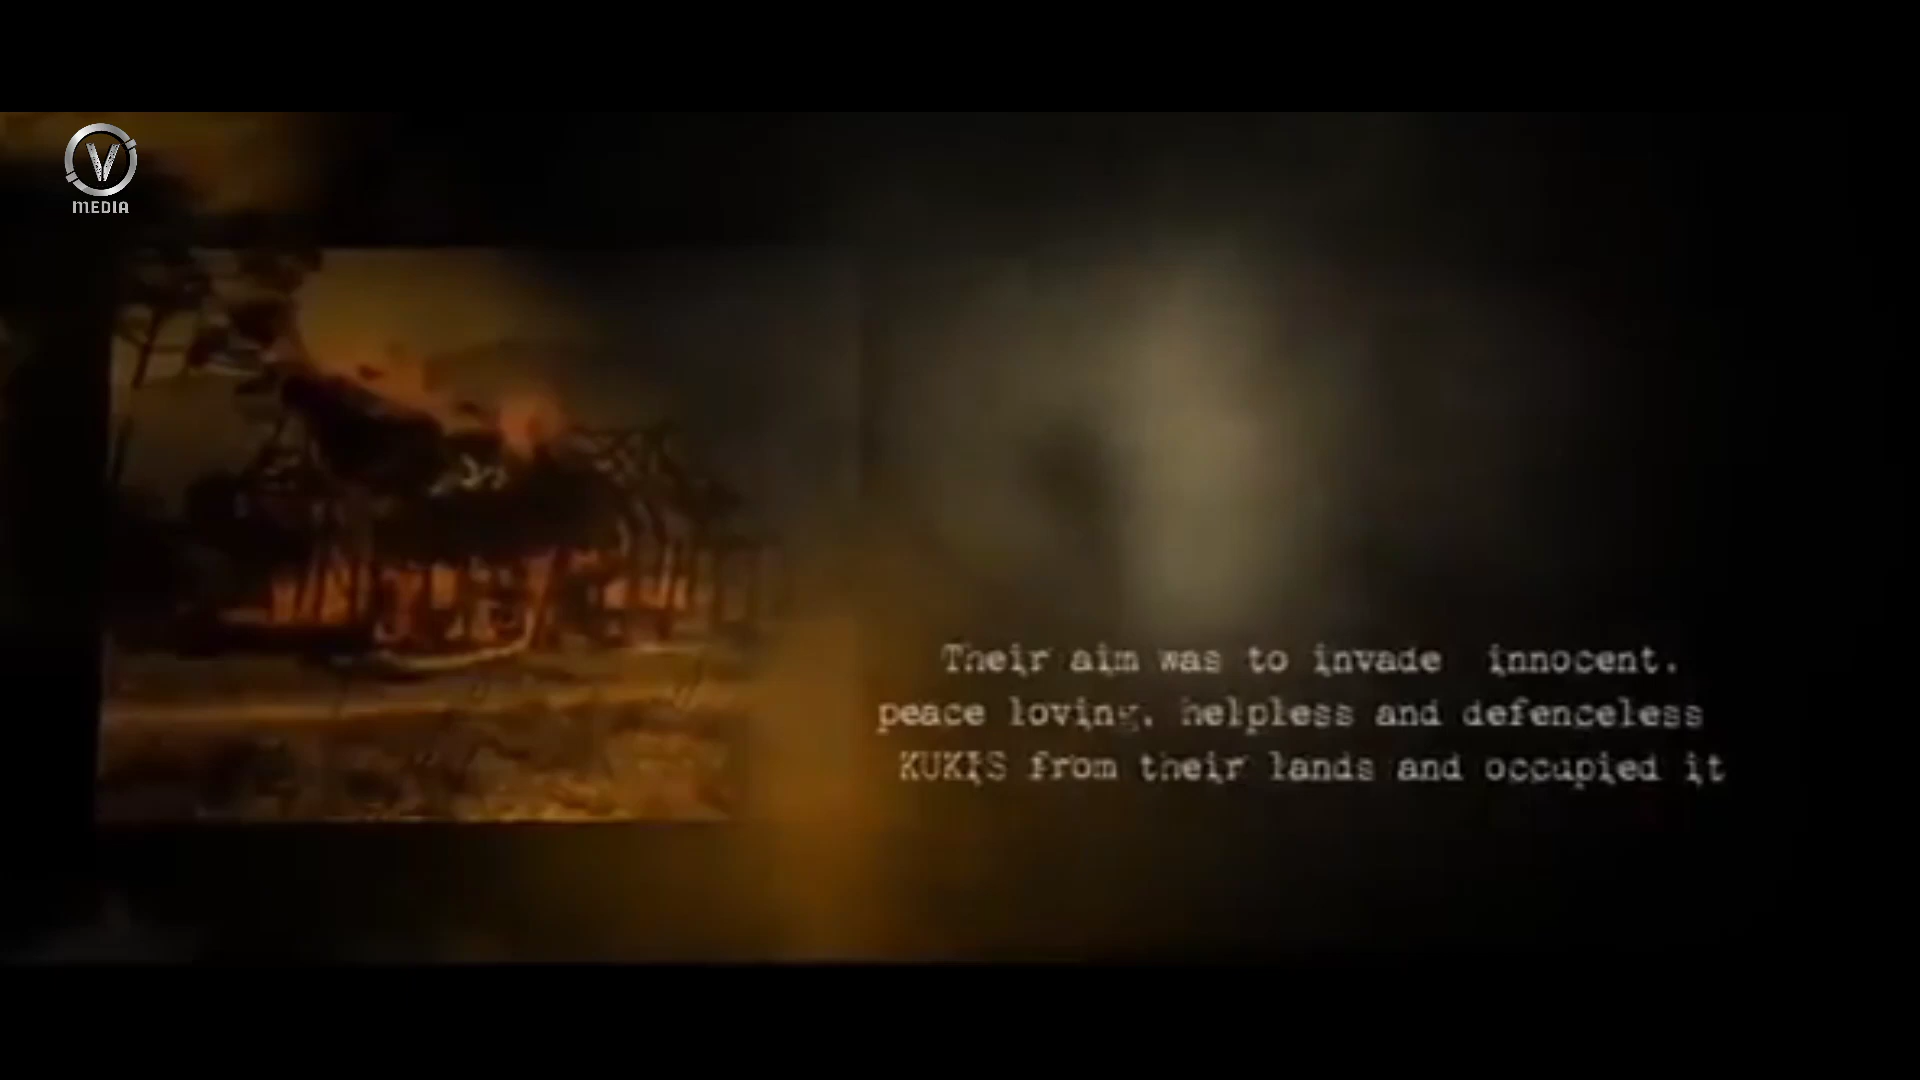 V
MEDIA
Their aim was to invade innocent.
peace loving. helpless and defenceless
KUKIS from their lands and occupied it